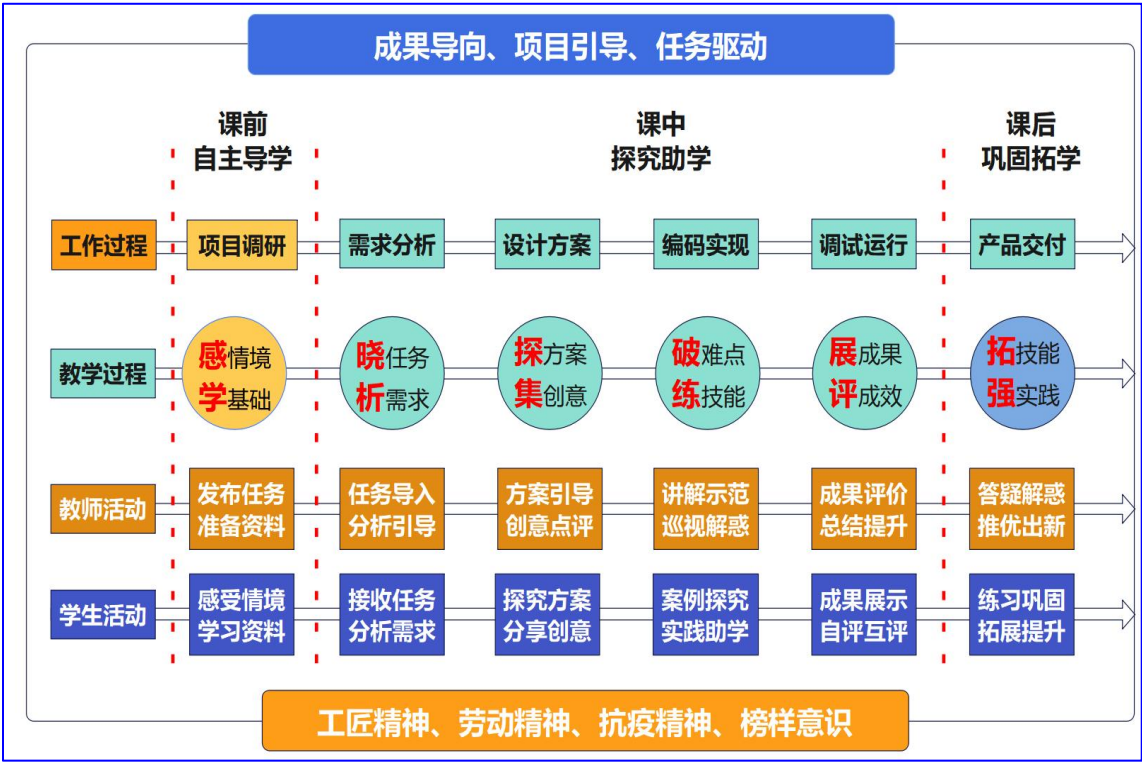 成果导向、项目引导、任务驱动
课前
自主导学
课中
探究助学
课后
巩固拓学
工作过程
项目调研
需求分析
设计方案
编码实现
调试运行
产品交付
教学过程
感情境
学基础
晓任务
析需求
探方案
集创意
破难点
练技能
展成果
评成效
拓技能
强实践
教师活动
发布任务
准备资料
任务导入
分析引导
方案引导
创意点评
讲解示范
巡视解惑
成果评价
总结提升
答疑解惑
推优出新
学生活动
感受情境
学习资料
接收任务
分析需求
探究方案
分享创意
案例探究
实践助学
成果展示
自评互评
练习巩固
拓展提升
工匠精神、劳动精神、抗疫精神、榜样意识